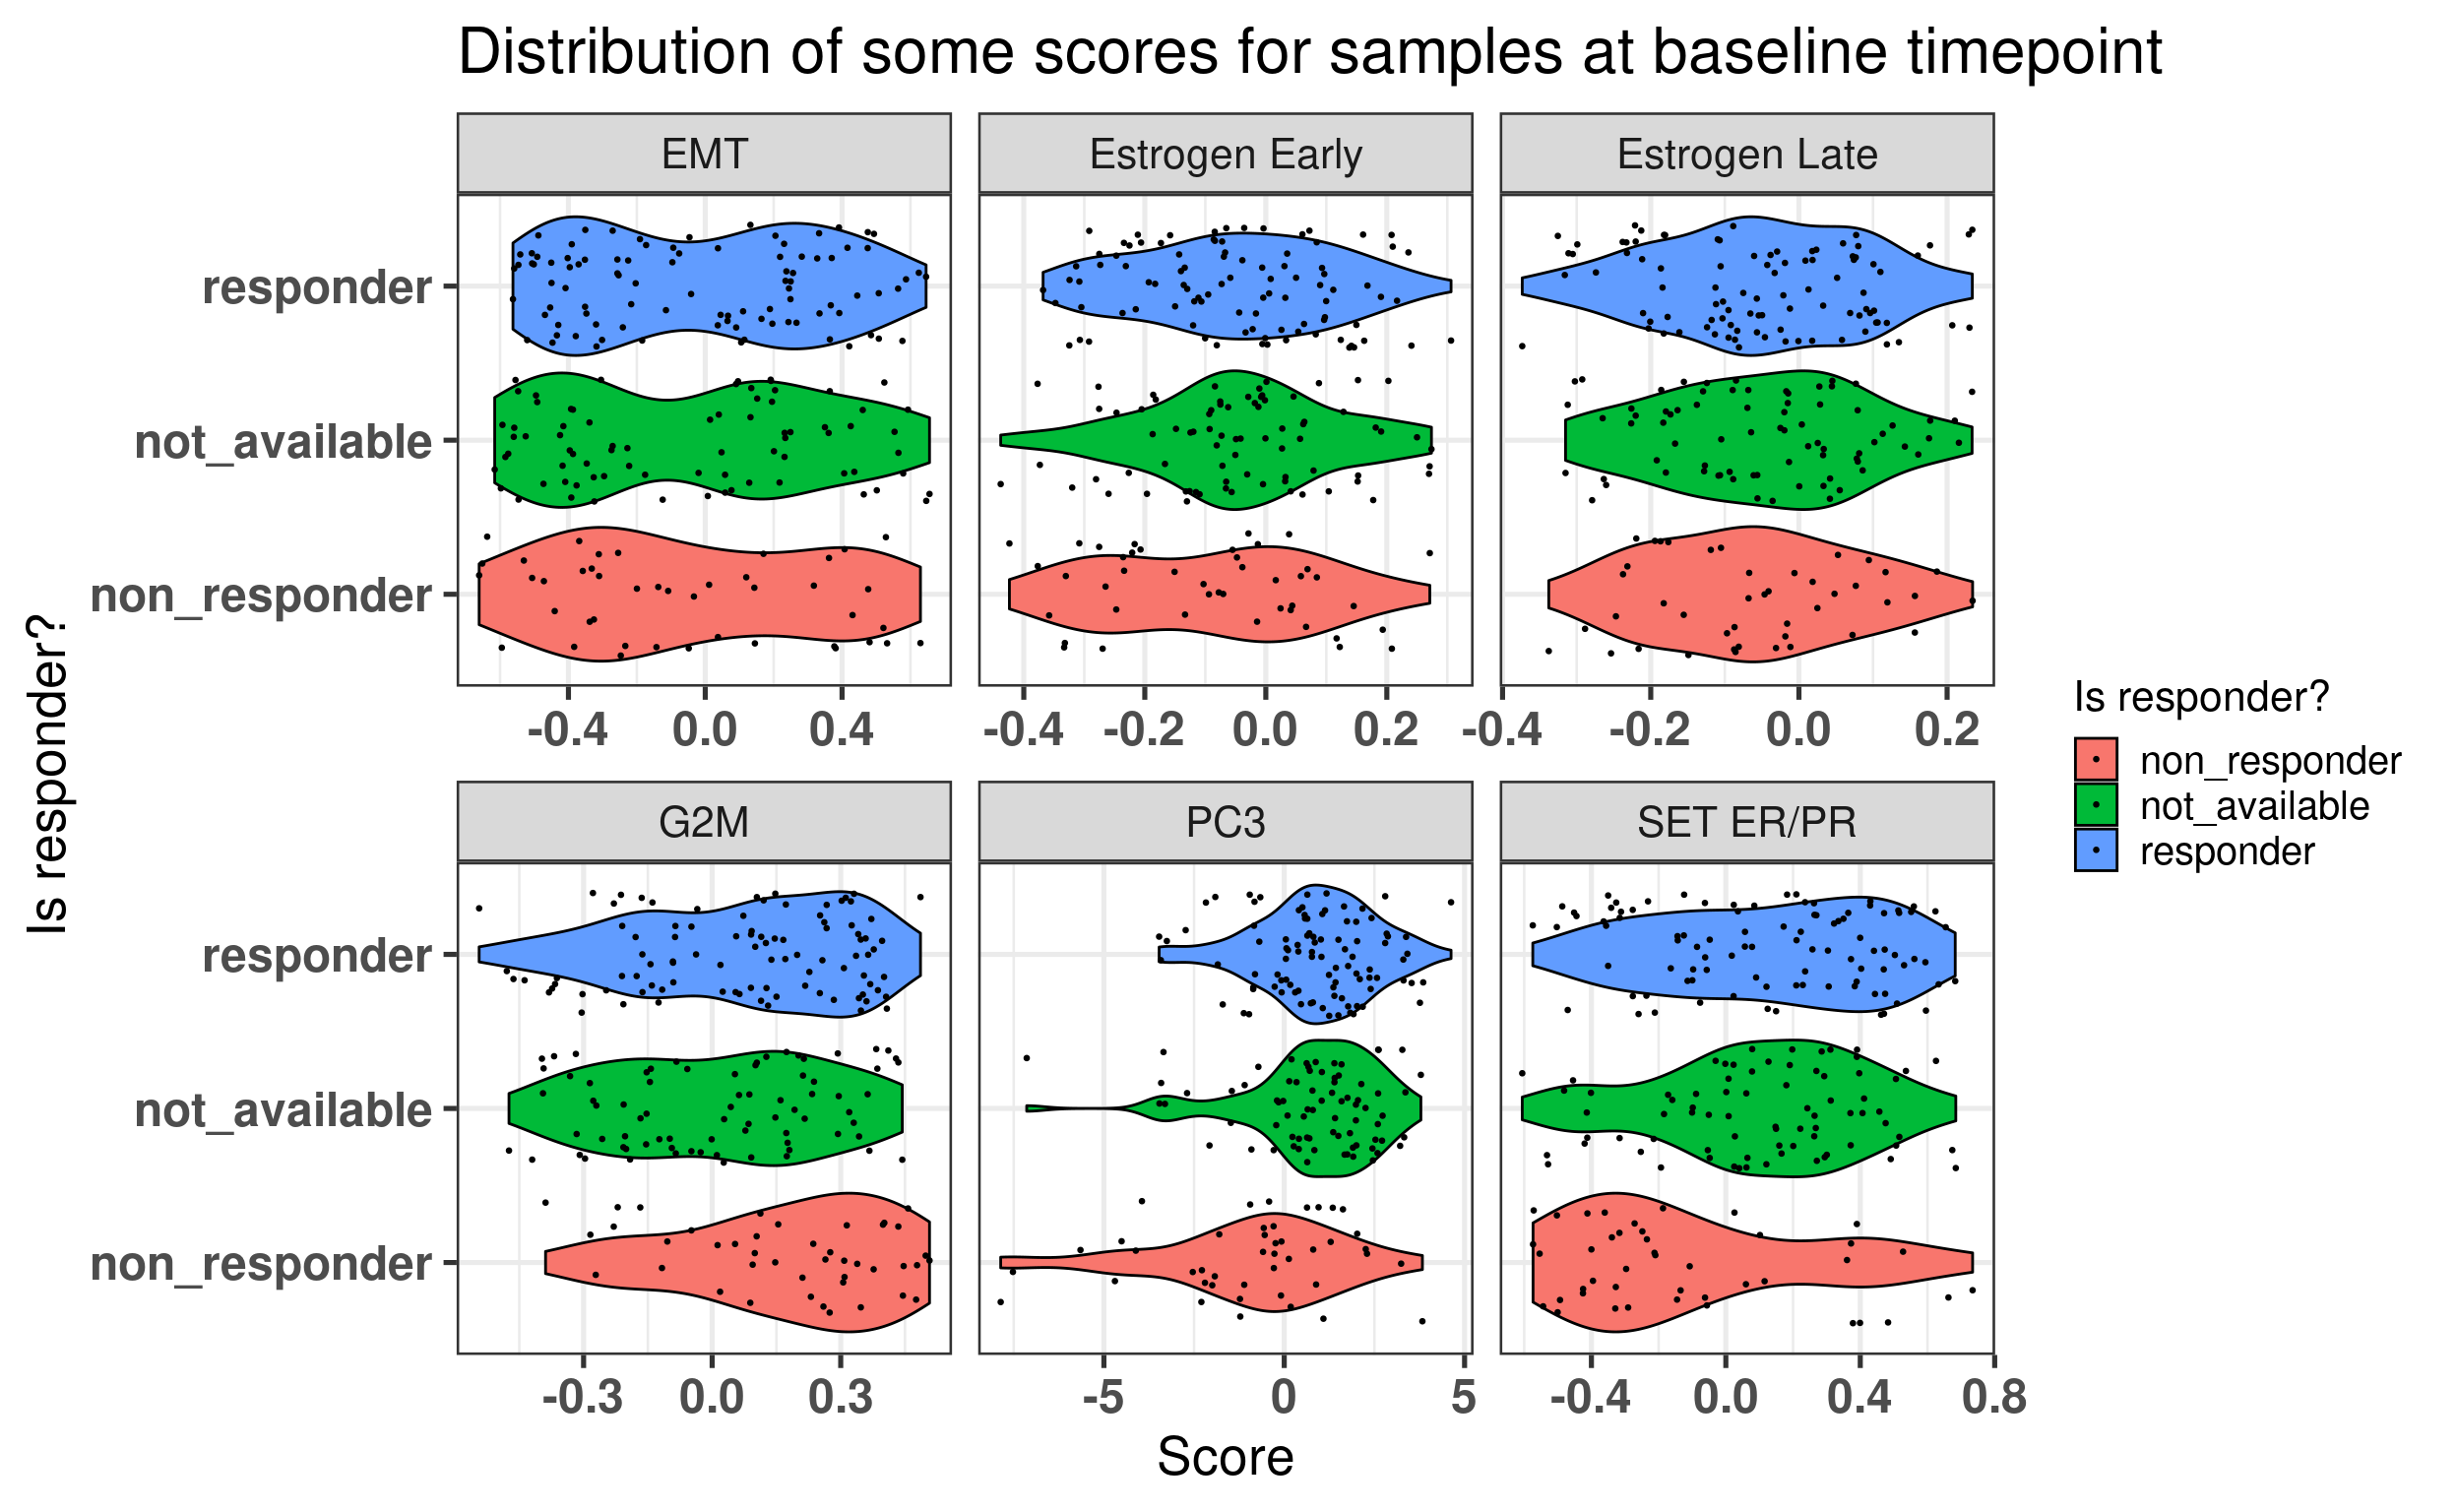 Distribution of some scores for samples at baseline timepoint
EMT
Estrogen Early
Estrogen Late
responder
not_available
non_responder
-0.4 0.0 0.4
-0.4 -0.2 0.0 0.2
-0.4 -0.2 0.0 0.2
Is responder?
G2M
PC3
SET ER/PR
responder
not_available
non_responder
-0.3 0.0 0.3
-5 0 5
-0.4 0.0 0.4 0.8
Score
Is responder?
non_responder
not_available
responder